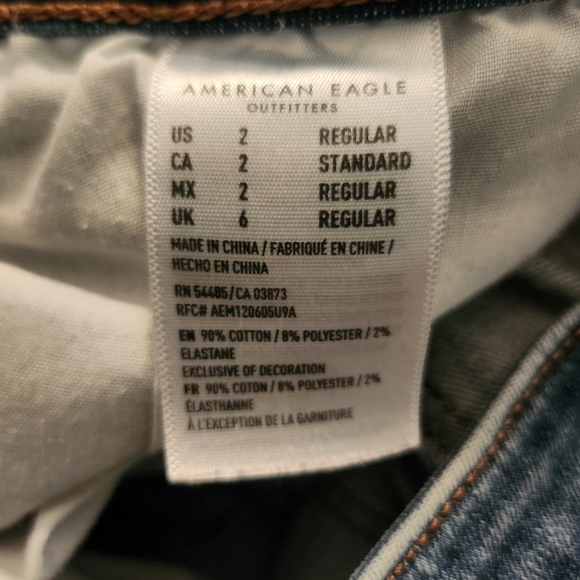 AMERICAN EAGLE
OUTFITTERS
US 2 REGULAR
CA 2 STANDARD
MX 2 REGULAR
UK 6 REGULAR
MADE IN CHINA / FABRIQUÉ EN CHINE /
HECHO EN CHINA
RN 54485/CA 03873
RFC# AEM120605U9A
EN 90% COTTON / 8% POLYESTER / 2%
ELASTANE
EXCLUSIVE OF DECORATION
FR 90% COTON / 8% POLYESTER / 2%
ÉLASTHANNE
À L'EXCEPTION DE LA GARNITURE